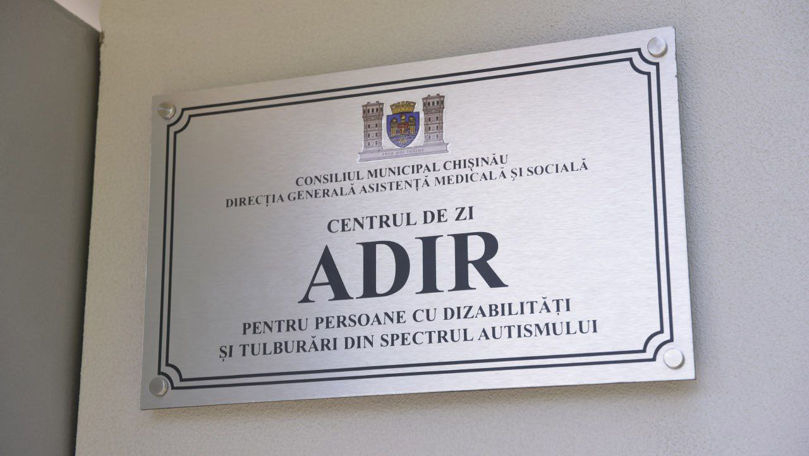 CONSILIUL MUNICIPAL CHIȘINĂU
DIRECȚIA GENERALĂ ASISTENȚĂ MEDICALĂ ȘI SOCIALĂ
CENTRUL DE ZI
ADIR
PENTRU PERSOANE CU DIZABILITĂȚI
ȘI TULBURĂRI DIN SPECTRUL AUTISMULUI